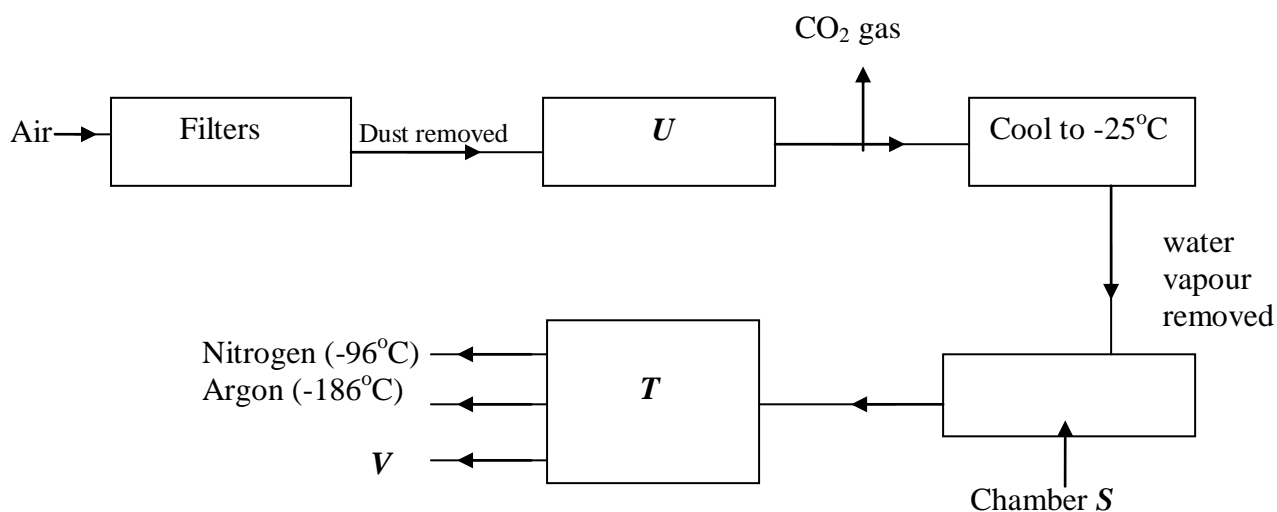 CO₂ gas
Air
Filters
Dust removed
U
Cool to -25°C
water
vapour
removed
Nitrogen (-96°C)
Argon (-186°C)
T
V
Chamber S